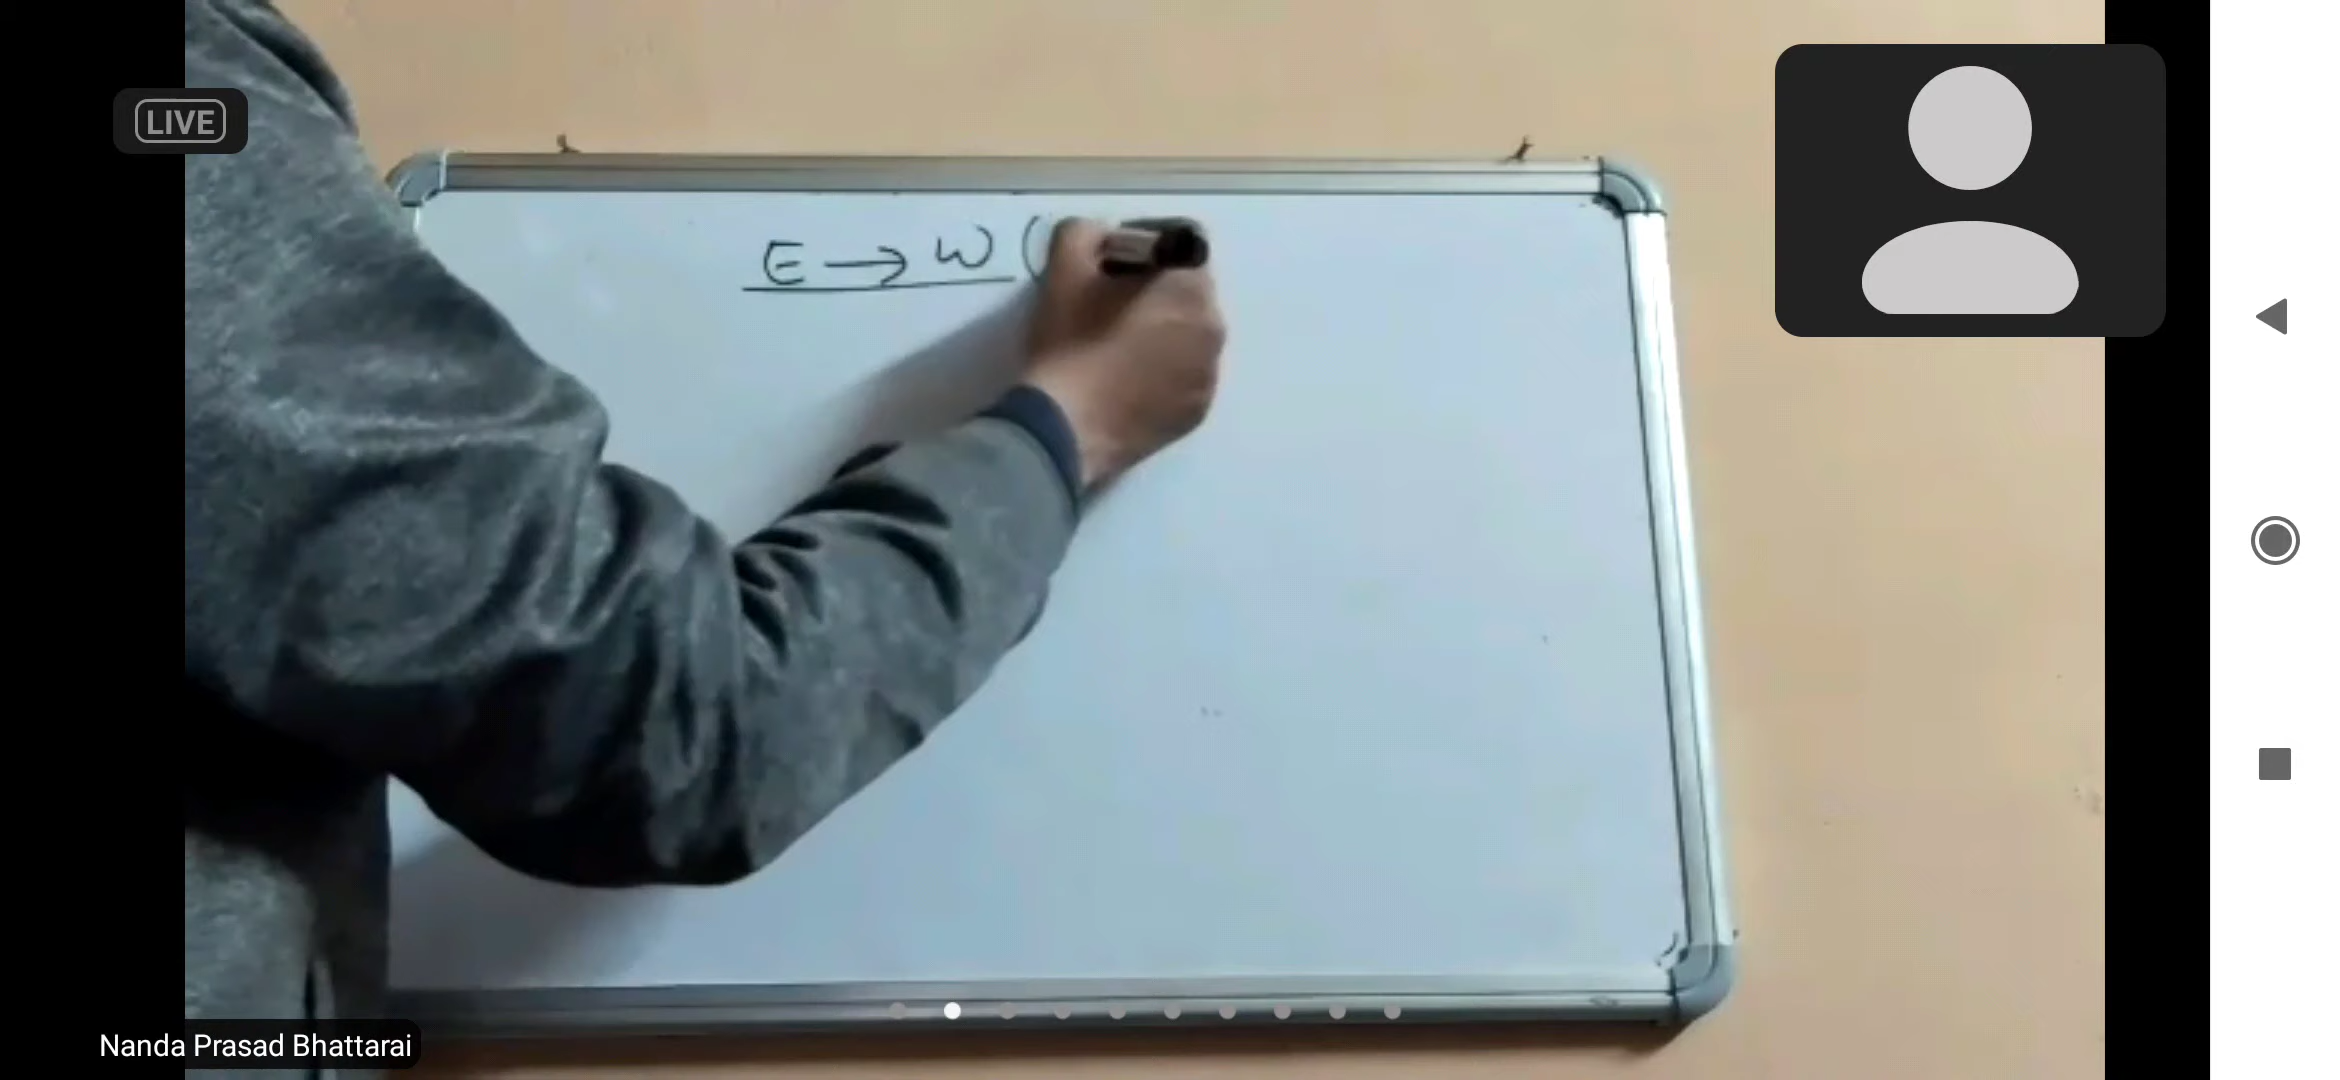 LIVE
E → W (
Nanda Prasad Bhattarai